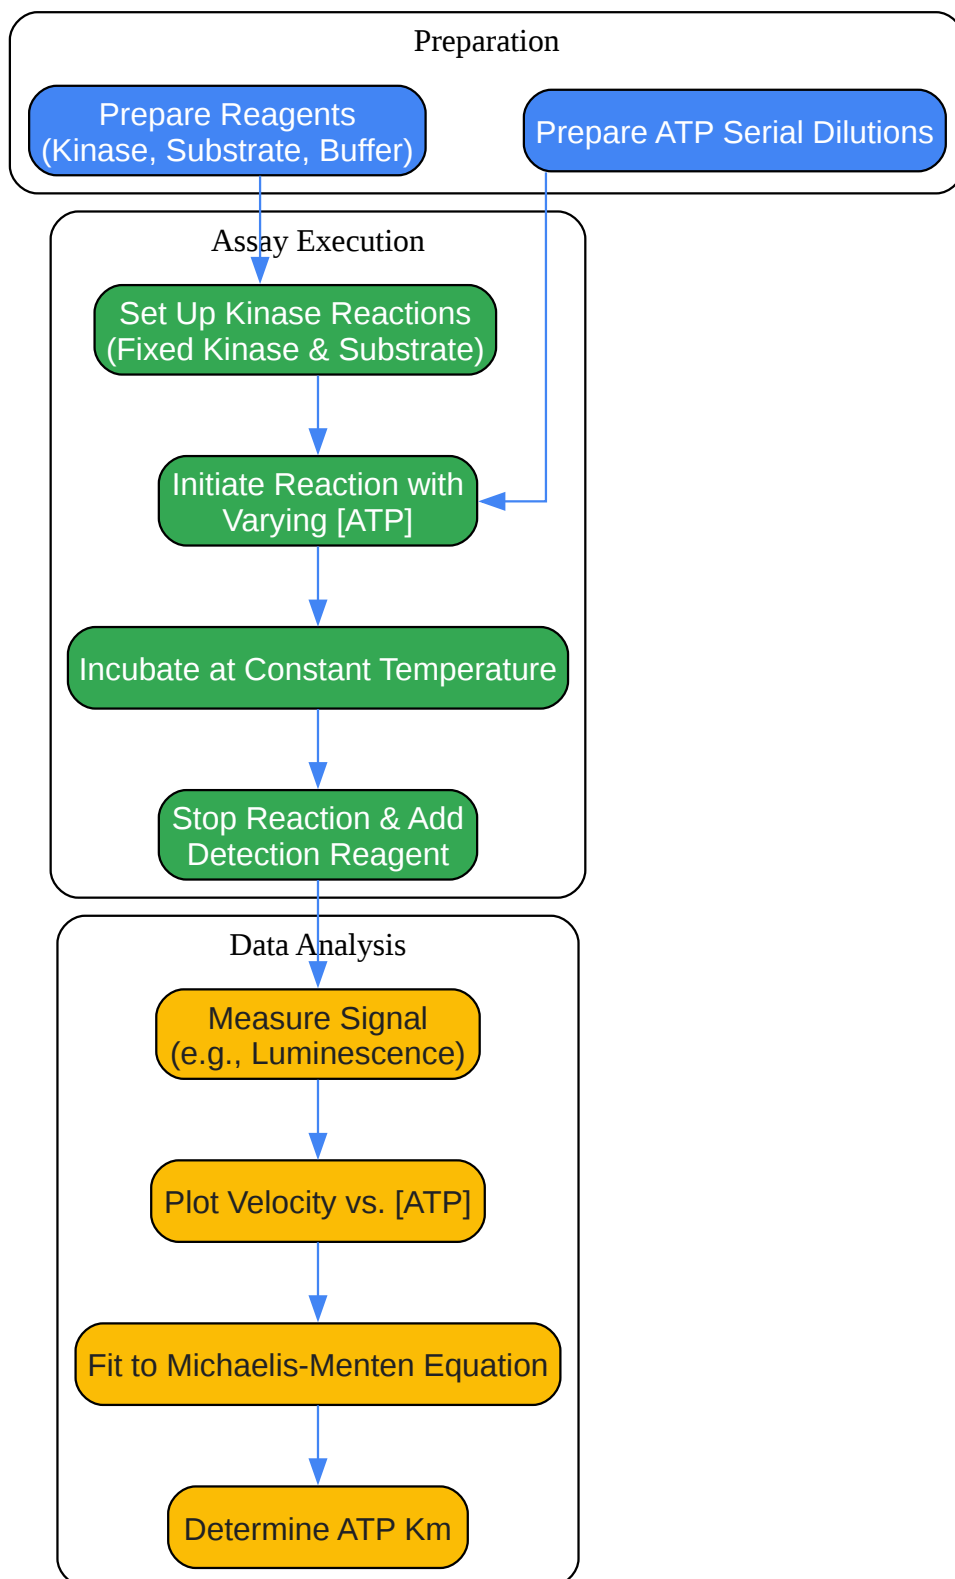 Preparation
Prepare Reagents
(Kinase, Substrate, Buffer)
Prepare ATP Serial Dilutions
Assay Execution
Set Up Kinase Reactions
(Fixed Kinase & Substrate)
Initiate Reaction with
Varying [ATP]
Incubate at Constant Temperature
Stop Reaction & Add
Detection Reagent
Data Analysis
Measure Signal
(e.g., Luminescence)
Plot Velocity vs. [ATP]
Fit to Michaelis-Menten Equation
Determine ATP Km